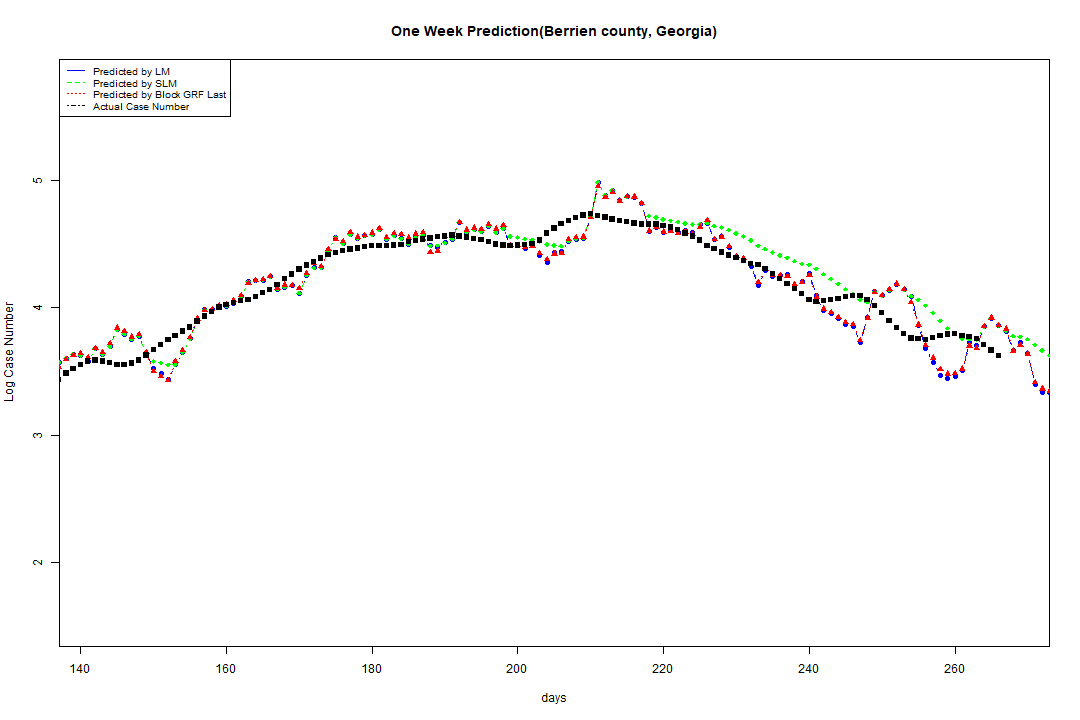 One Week Prediction(Berrien county, Georgia)
Predicted by LM
Predicted by SLM
Predicted by Block GRF Last
Actual Case Number
5
4
3
2
Log Case Number
140 160 180 200 220 240 260
days